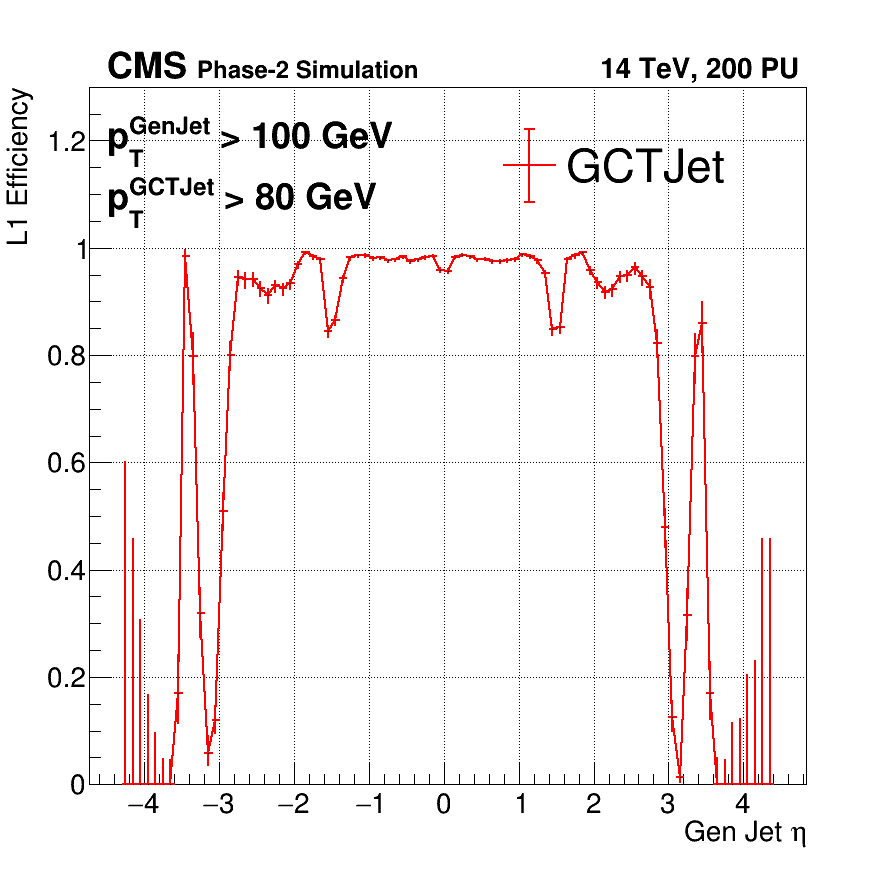 CMS Phase-2 Simulation 14 TeV, 200 PU
p_T^GenJet > 100 GeV
p_T^GCTJet > 80 GeV
GCTJet
L1 Efficiency
1.2
1
0.8
0.6
0.4
0.2
0
−4 −3 −2 −1 0 1 2 3 4
Gen Jet η